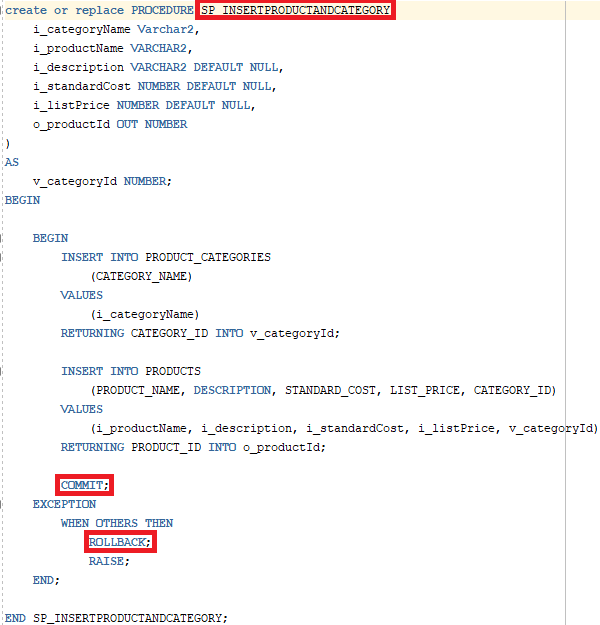 create or replace PROCEDURE SP_INSERTPRODUCTANDCATEGORY
i_categoryName Varchar2,
i_productName VARCHAR2,
i_description VARCHAR2 DEFAULT NULL,
i_standardCost NUMBER DEFAULT NULL,
i_listPrice NUMBER DEFAULT NULL,
o_productId OUT NUMBER
)
AS
v_categoryId NUMBER;
BEGIN
BEGIN
INSERT INTO PRODUCT_CATEGORIES
(CATEGORY_NAME)
VALUES
(i_categoryName)
RETURNING CATEGORY_ID INTO v_categoryId;
INSERT INTO PRODUCTS
(PRODUCT_NAME, DESCRIPTION, STANDARD_COST, LIST_PRICE, CATEGORY_ID)
VALUES
(i_productName, i_description, i_standardCost, i_listPrice, v_categoryId)
RETURNING PRODUCT_ID INTO o_productId;
COMMIT;
EXCEPTION
WHEN OTHERS THEN
ROLLBACK;
RAISE;
END;
END SP_INSERTPRODUCTANDCATEGORY;